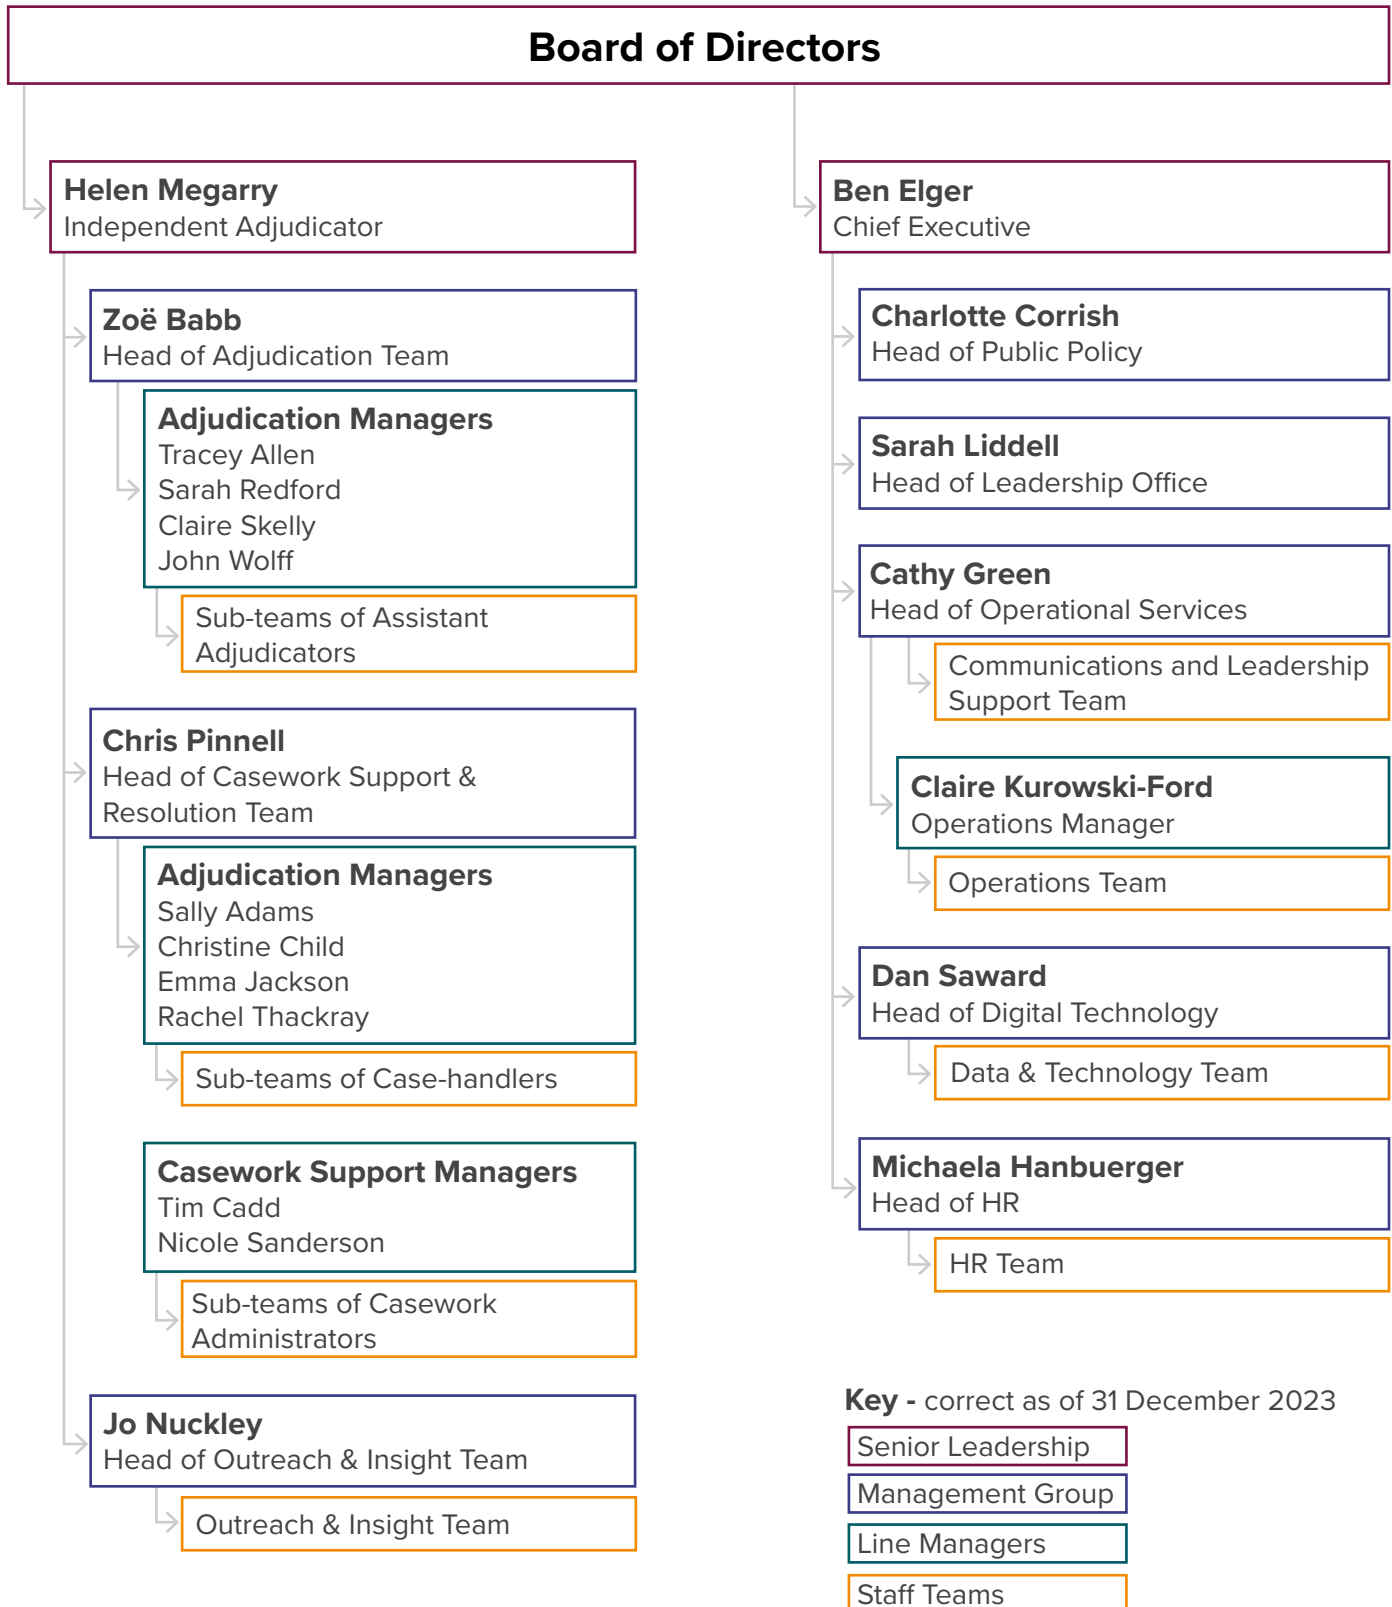 Board of Directors
Helen Megarry
Independent Adjudicator
Zoë Babb
Head of Adjudication Team
Adjudication Managers
Tracey Allen
Sarah Redford
Claire Skelly
John Wolff
Sub-teams of Assistant
Adjudicators
Chris Pinnell
Head of Casework Support &
Resolution Team
Adjudication Managers
Sally Adams
Christine Child
Emma Jackson
Rachel Thackray
Sub-teams of Case-handlers
Casework Support Managers
Tim Cadd
Nicole Sanderson
Sub-teams of Casework
Administrators
Jo Nuckley
Head of Outreach & Insight Team
Outreach & Insight Team
Ben Elger
Chief Executive
Charlotte Corrish
Head of Public Policy
Sarah Liddell
Head of Leadership Office
Cathy Green
Head of Operational Services
Communications and Leadership
Support Team
Claire Kurowski-Ford
Operations Manager
Operations Team
Dan Saward
Head of Digital Technology
Data & Technology Team
Michaela Hanbuerger
Head of HR
HR Team
Key - correct as of 31 December 2023
Senior Leadership
Management Group
Line Managers
Staff Teams